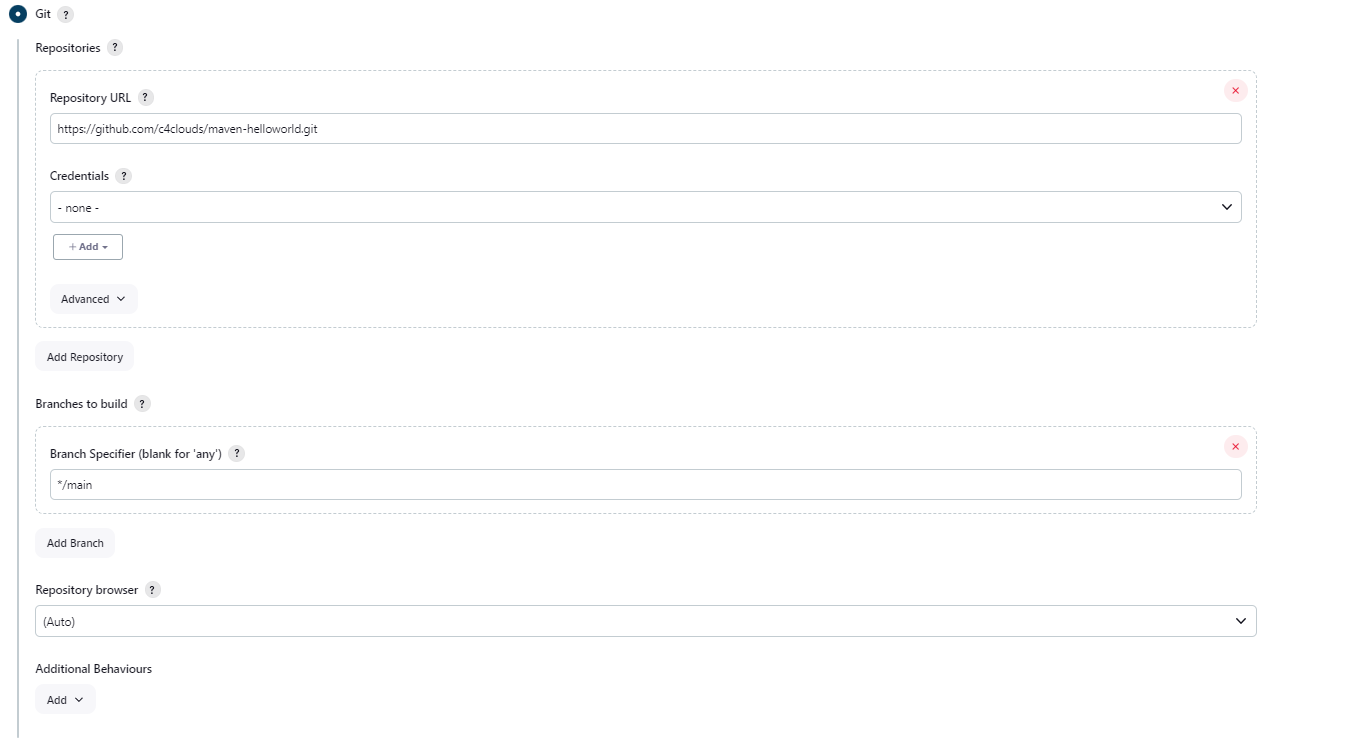 Git ?
Repositories ?
Repository URL ?
https://github.com/c4clouds/maven-helloworld.git
Credentials ?
- none -
+ Add
Advanced
Add Repository
Branches to build ?
Branch Specifier (blank for 'any') ?
*/main
Add Branch
Repository browser ?
(Auto)
Additional Behaviours
Add